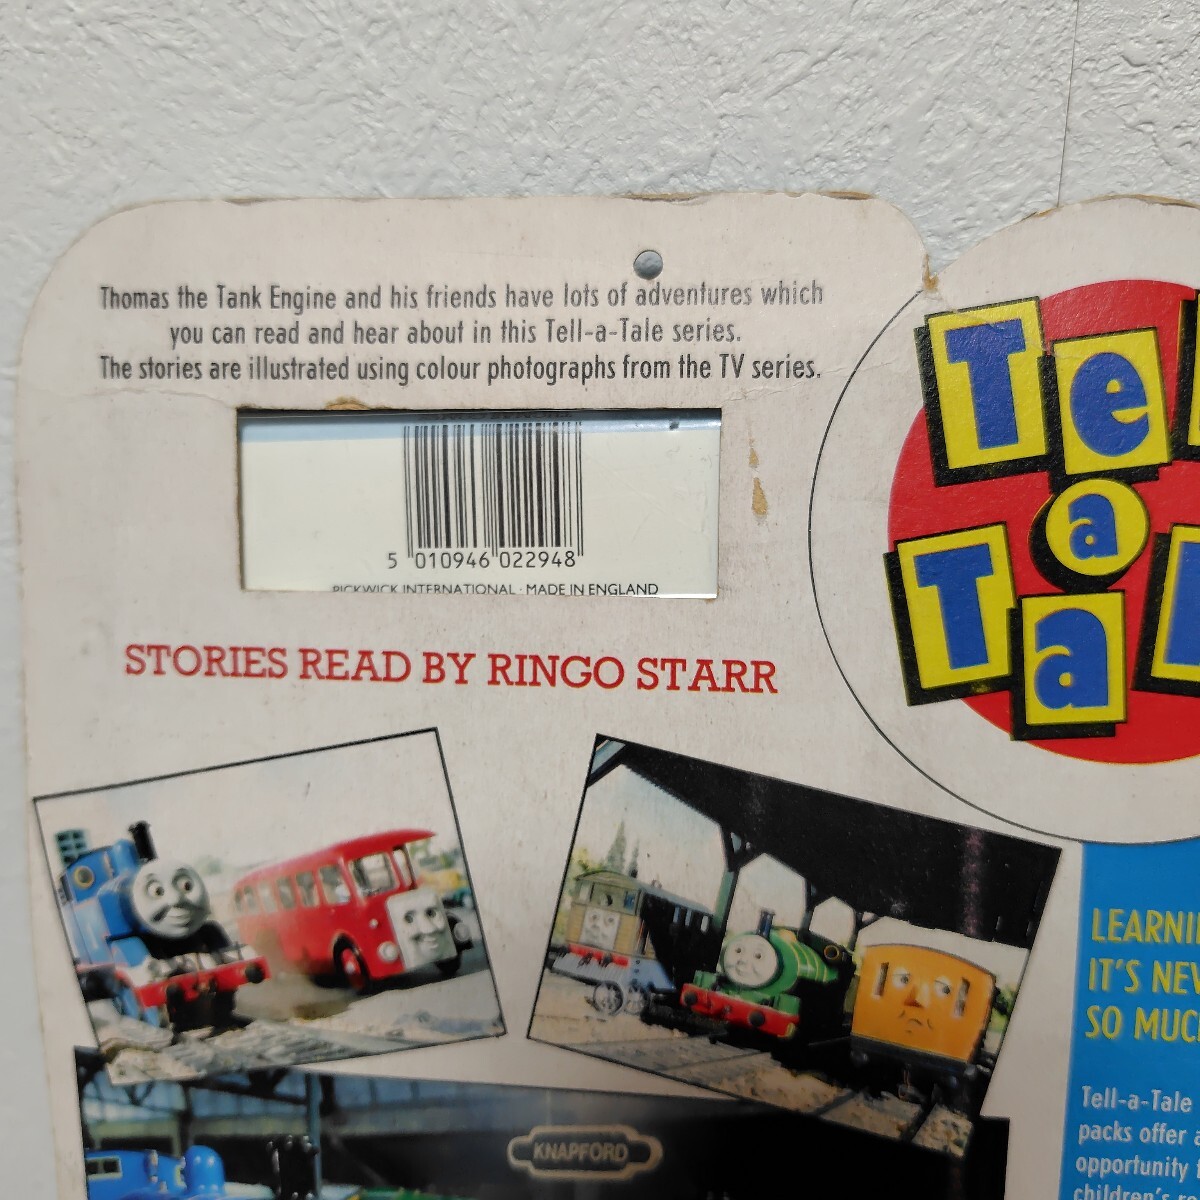 Thomas the Tank Engine and his friends have lots of adventures which
you can read and hear about in this Tell-a-Tale series.
The stories are illustrated using colour photographs from the TV series.
5 010946 022948
PICKWICK INTERNATIONAL · MADE IN ENGLAND
STORIES READ BY RINGO STARR
Te
a
Ta
KNAPFORD
IT'S
SO
Tell-a-Tale
packs offer
opportunity
children's